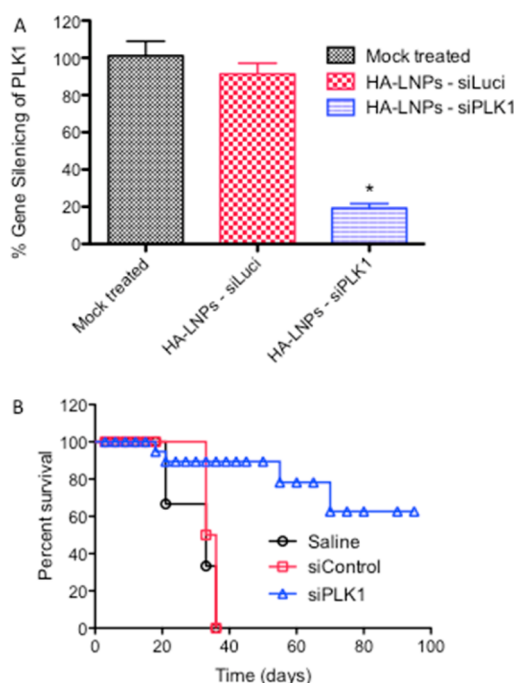 A
% Gene Silenicng of PLK1
120
100
80
60
40
20
0
Mock treated
HA-LNPs - siLuci
HA-LNPs - siPLK1
*
Mock treated
HA-LNPs - siLuci
HA-LNPs - siPLK1
B
Percent survival
120
100
80
60
40
20
0
Saline
siControl
siPLK1
0
20
40
60
80
100
Time (days)